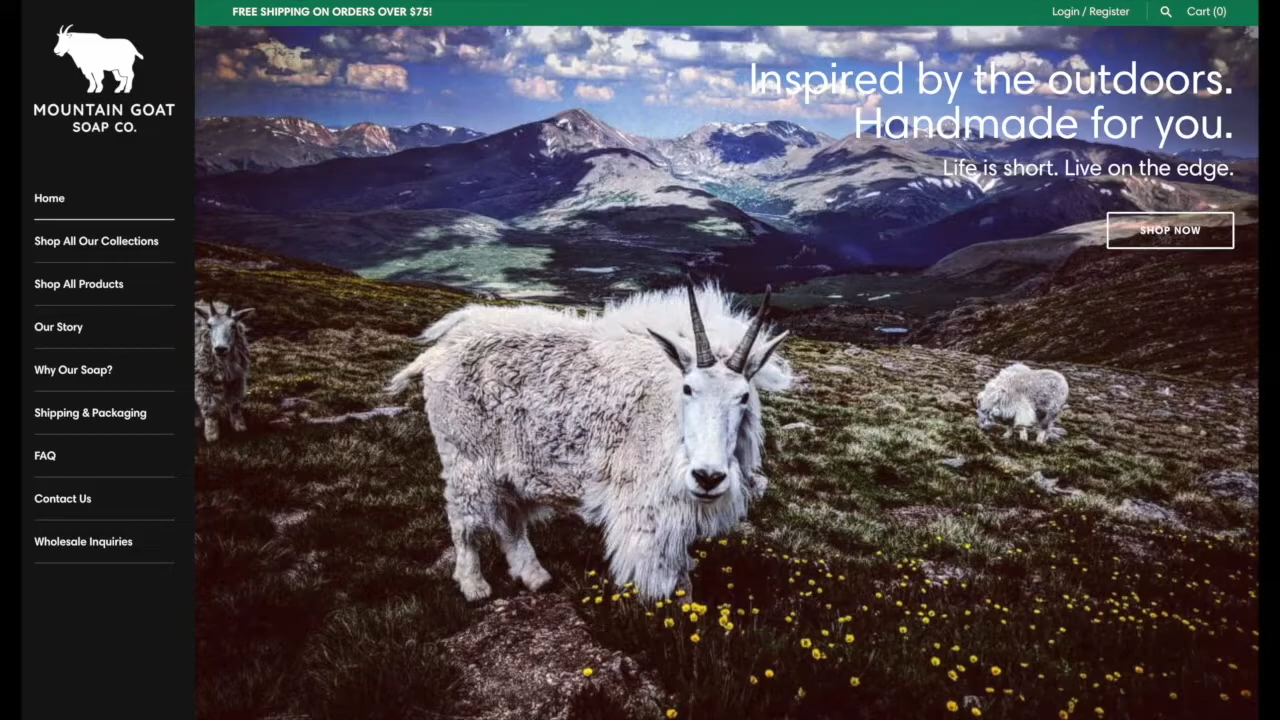 FREE SHIPPING ON ORDERS OVER $75!
Login / Register
Cart (0)
MOUNTAIN GOAT
SOAP CO.
Home
Shop All Our Collections
Shop All Products
Our Story
Why Our Soap?
Shipping & Packaging
FAQ
Contact Us
Wholesale Inquiries
Inspired by the outdoors.
Handmade for you.
Life is short. Live on the edge.
SHOP NOW